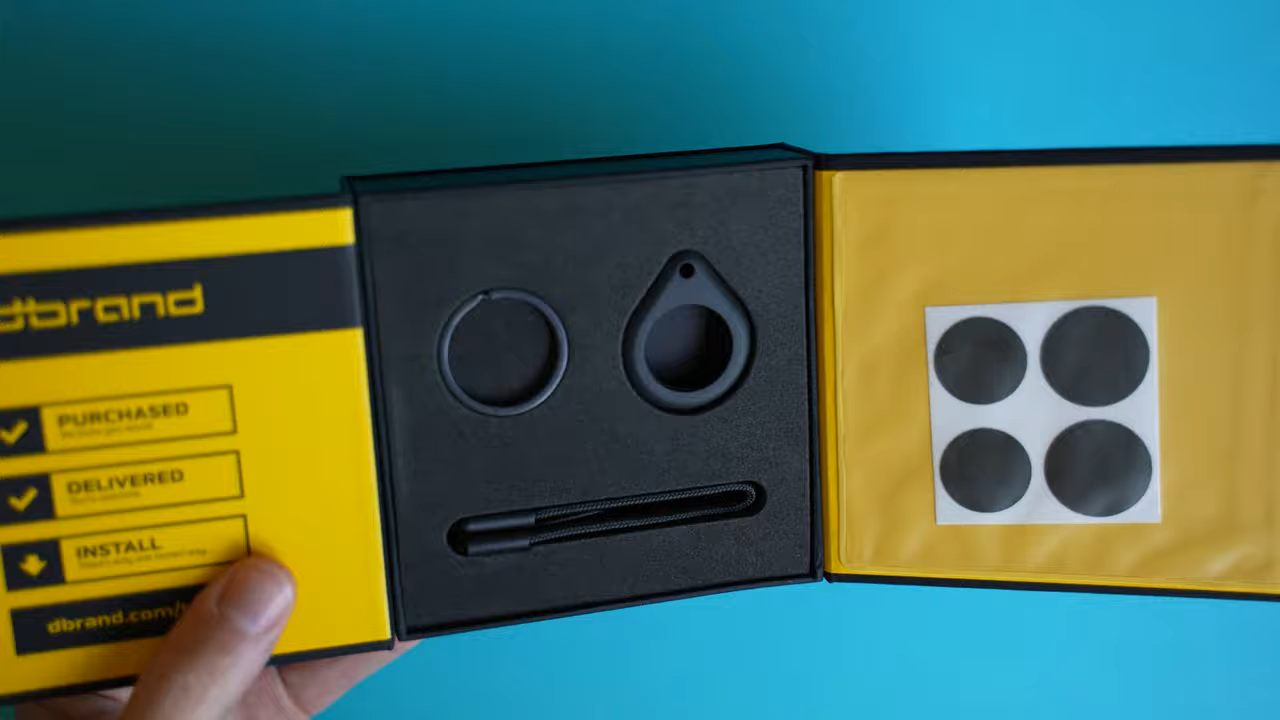 dbrand
PURCHASED
DELIVERED
INSTALL
dbrand.com/